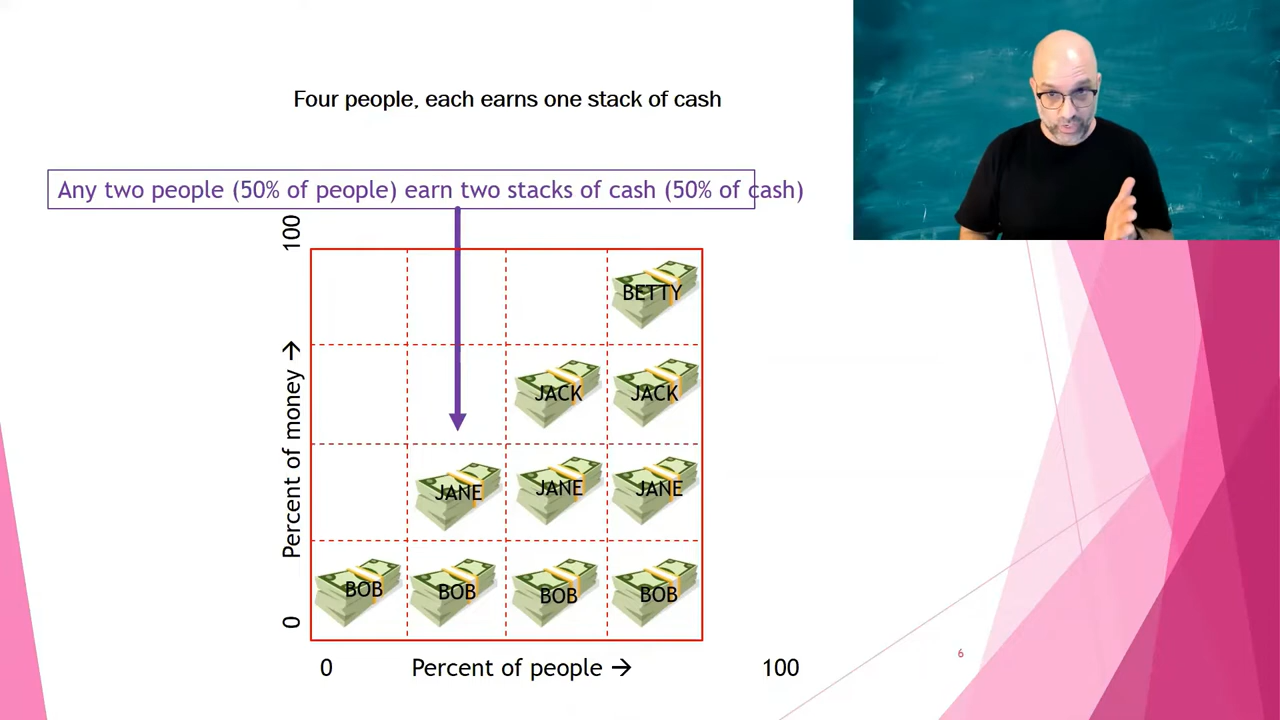 Four people, each earns one stack of cash
Any two people (50% of people) earn two stacks of cash (50% of cash)
100
Percent of money →
0
BETTY
JACK JACK
JANE JANE JANE
BOB BOB BOB BOB
0 Percent of people → 100
6